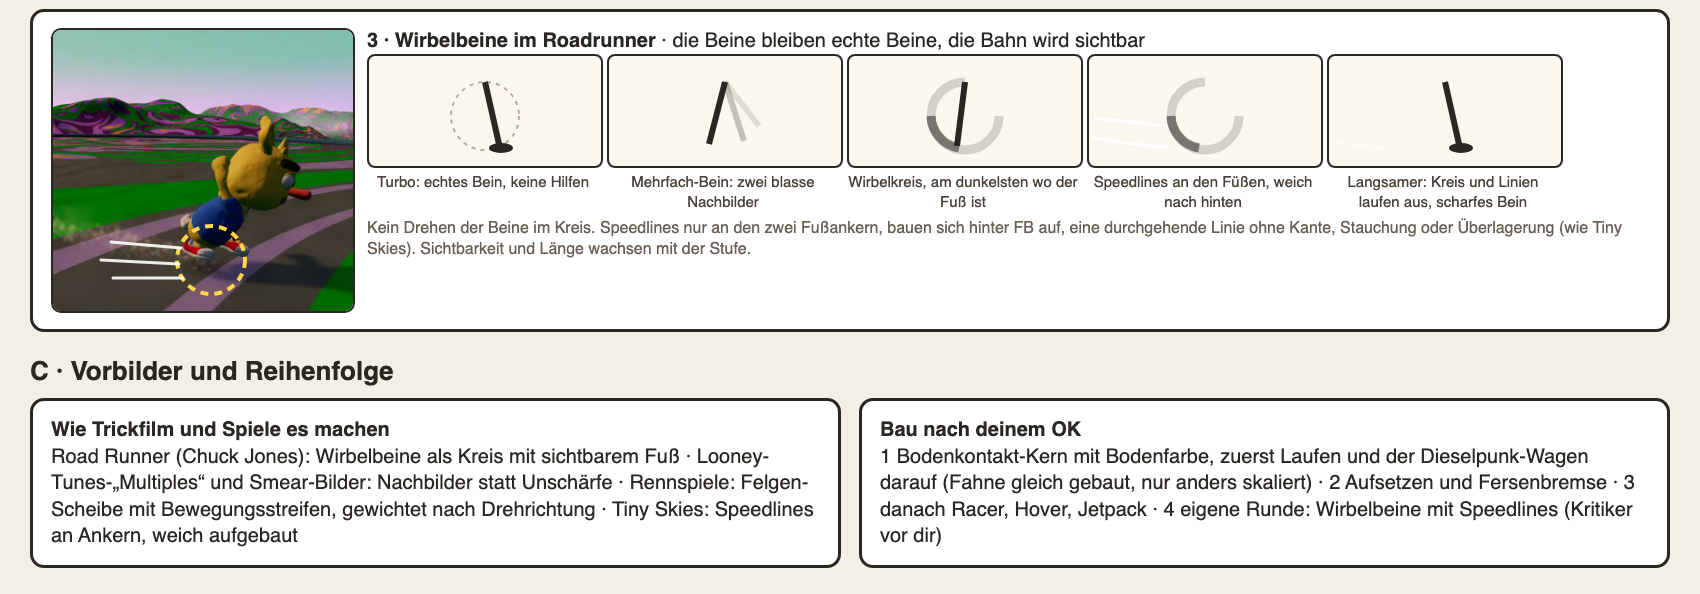 3 · Wirbelbeine im Roadrunner · die Beine bleiben echte Beine, die Bahn wird sichtbar
Turbo: echtes Bein, keine Hilfen
Mehrfach-Bein: zwei blasse
Nachbilder
Wirbelkreis, am dunkelsten wo der
Fuß ist
Speedlines an den Füßen, weich
nach hinten
Langsamer: Kreis und Linien
laufen aus, scharfes Bein
Kein Drehen der Beine im Kreis. Speedlines nur an den zwei Fußankern, bauen sich hinter FB auf, eine durchgehende Linie ohne Kante, Stauchung oder Überlagerung (wie Tiny
Skies). Sichtbarkeit und Länge wachsen mit der Stufe.
C · Vorbilder und Reihenfolge
Wie Trickfilm und Spiele es machen
Road Runner (Chuck Jones): Wirbelbeine als Kreis mit sichtbarem Fuß · Looney-
Tunes-„Multiples“ und Smear-Bilder: Nachbilder statt Unschärfe · Rennspiele: Felgen-
Scheibe mit Bewegungsstreifen, gewichtet nach Drehrichtung · Tiny Skies: Speedlines
an Ankern, weich aufgebaut
Bau nach deinem OK
1 Bodenkontakt-Kern mit Bodenfarbe, zuerst Laufen und der Dieselpunk-Wagen
darauf (Fahne gleich gebaut, nur anders skaliert) · 2 Aufsetzen und Fersenbremse · 3
danach Racer, Hover, Jetpack · 4 eigene Runde: Wirbelbeine mit Speedlines (Kritiker
vor dir)